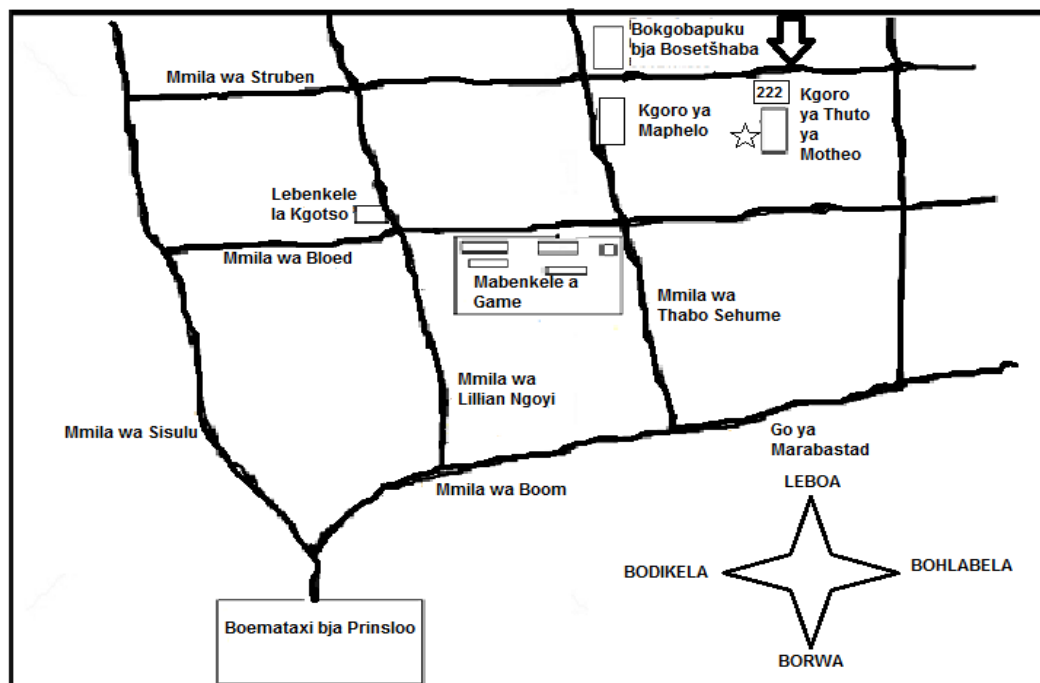 Bokgobapuku
bja Bosetšhaba
Mmila wa Struben
222
Kgoro
ya Thuto
ya
Motheo
Kgoro ya
Maphelo
Lebenkele
la Kgotso
Mmila wa Bloed
Mabenkele a
Game
Mmila wa
Thabo Sehume
Mmila wa
Lillian Ngoyi
Mmila wa Sisulu
Go ya
Marabastad
Mmila wa Boom
LEBOA
BODIKELA
BOHLABELA
BORWA
Boemataxi bja Prinsloo